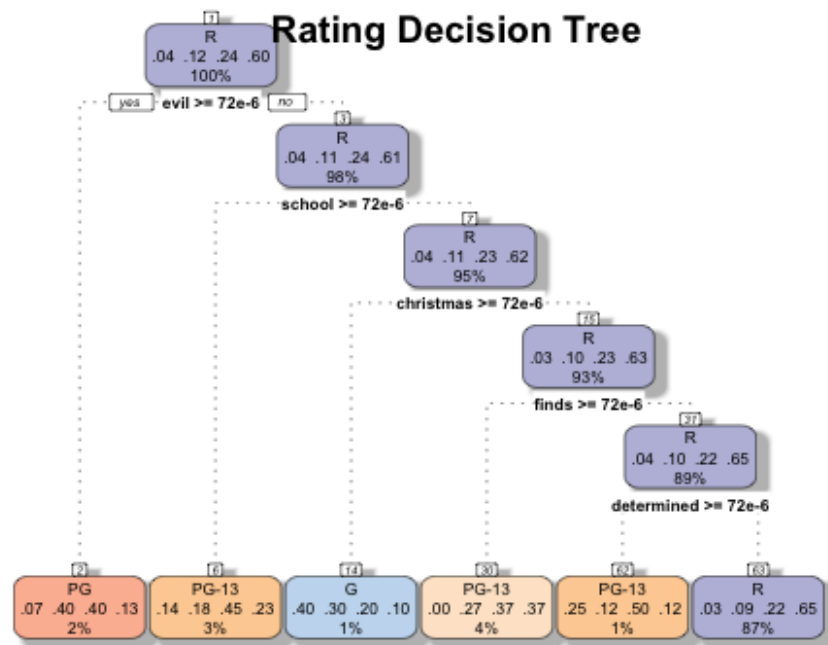 Rating Decision Tree
1
R
.04 .12 .24 .60
100%
yes evil >= 72e-6 no
3
R
.04 .11 .24 .61
98%
school >= 72e-6
7
R
.04 .11 .23 .62
95%
christmas >= 72e-6
15
R
.03 .10 .23 .63
93%
finds >= 72e-6
31
R
.04 .10 .22 .65
89%
determined >= 72e-6
2
PG
.07 .40 .40 .13
2%
6
PG-13
.14 .18 .45 .23
3%
14
G
.40 .30 .20 .10
1%
30
PG-13
.00 .27 .37 .37
4%
62
PG-13
.25 .12 .50 .12
1%
63
R
.03 .09 .22 .65
87%